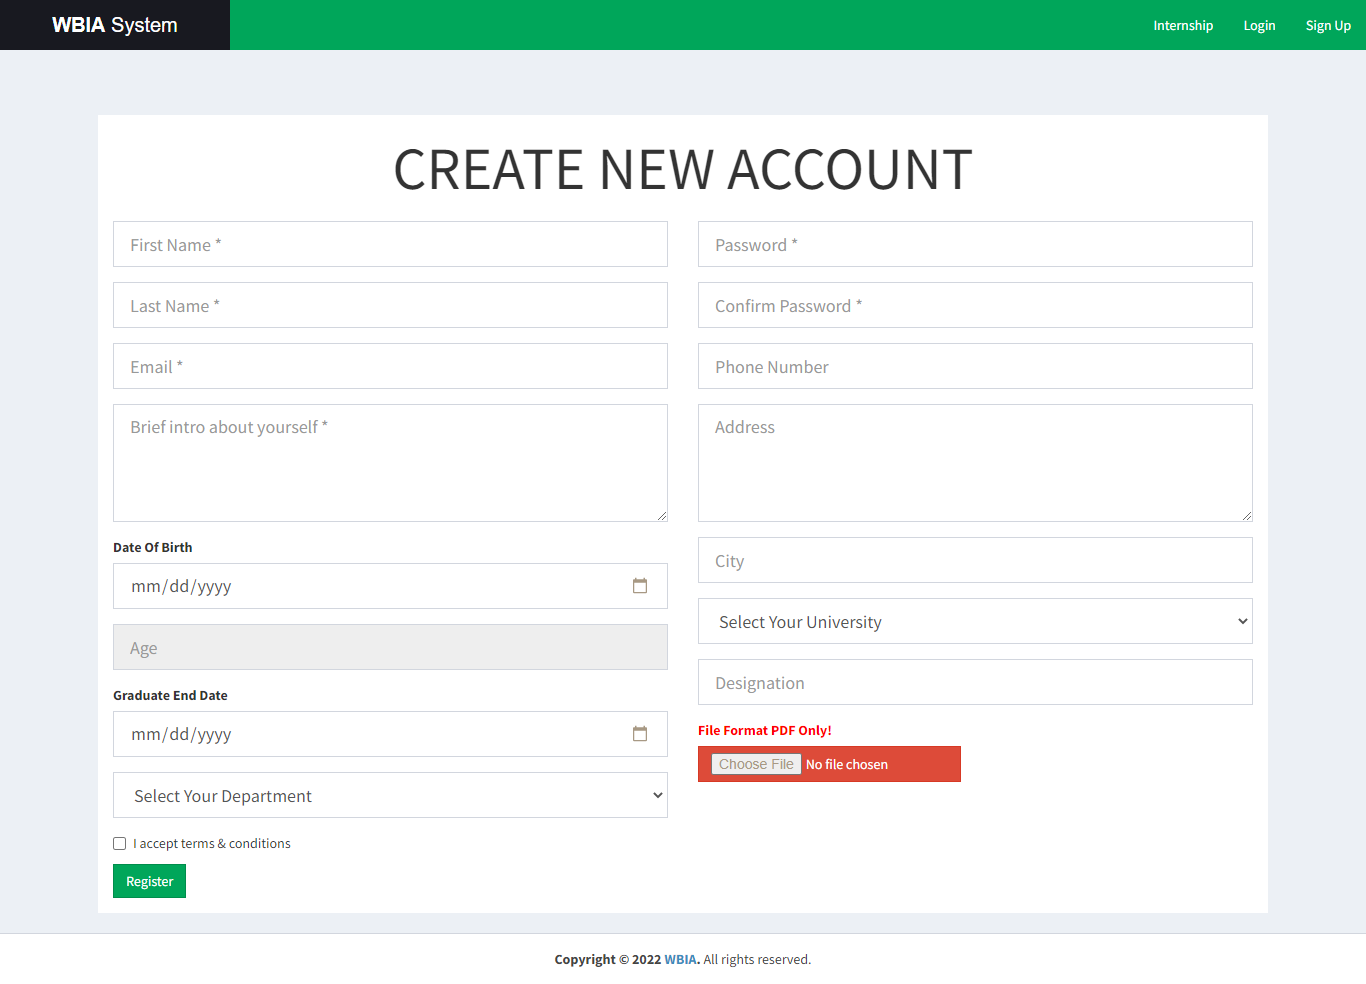 WBIA System
Internship
Login
Sign Up
CREATE NEW ACCOUNT
First Name *
Last Name *
Email *
Brief intro about yourself *
Date Of Birth
mm/dd/yyyy
Age
Graduate End Date
mm/dd/yyyy
Select Your Department
I accept terms & conditions
Register
Password *
Confirm Password *
Phone Number
Address
City
Select Your University
Designation
File Format PDF Only!
Choose File No file chosen
Copyright © 2022 WBIA. All rights reserved.